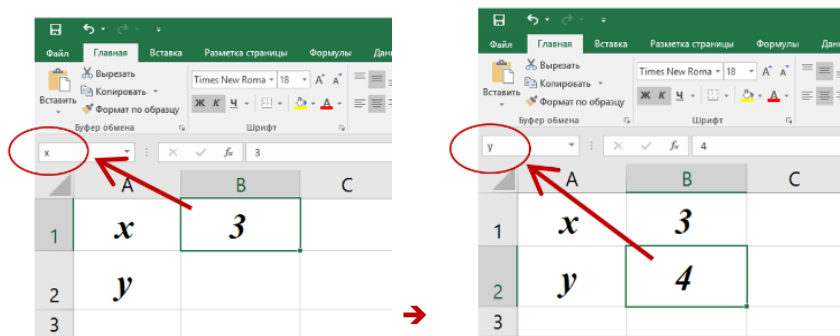 Файл Главная Вставка Разметка страницы Формулы
Вставить
Вырезать
Копировать
Формат по образцу
Буфер обмена
Times New Roma 18
Ж К Ч
Шрифт
x 3
A B C
1 x 3
2 y
3
Файл Главная Вставка Разметка страницы Формулы
Вставить
Вырезать
Копировать
Формат по образцу
Буфер обмена
Times New Roma 18
Ж К Ч
Шрифт
y 4
A B C
1 x 3
2 y 4
3